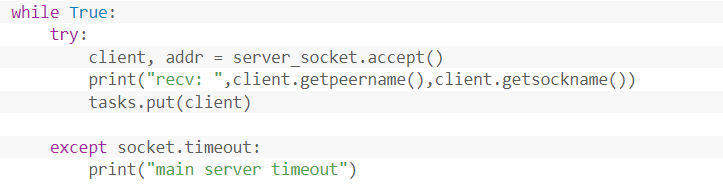 while True:
    try:
        client, addr = server_socket.accept()
        print("recv: ",client.getpeername(),client.getsockname())
        tasks.put(client)

    except socket.timeout:
        print("main server timeout")